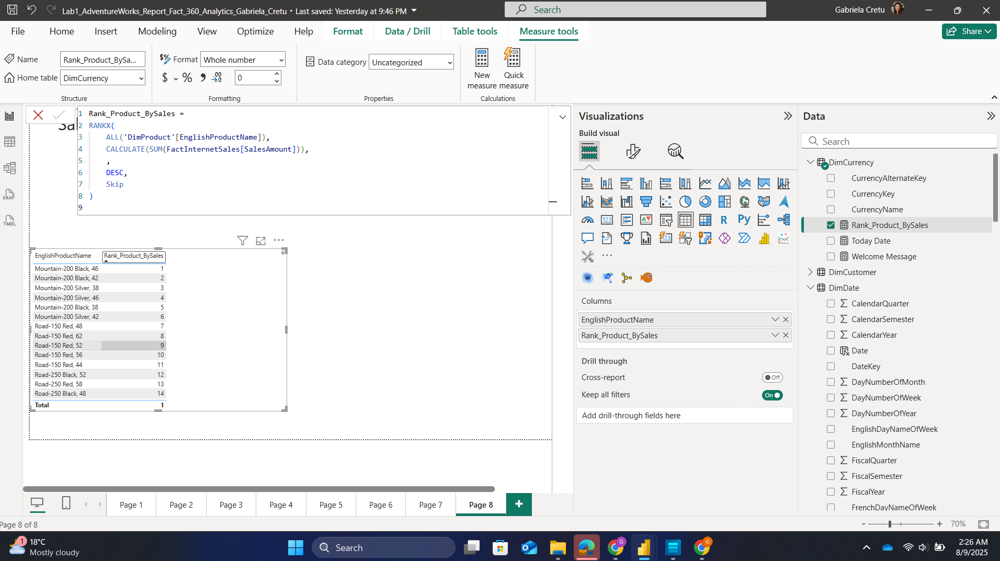 Lab1_AdventureWorks_Report_Fact_360_Analytics_Gabriela_Cretu • Last saved: Yesterday at 9:46 PM
Search
Gabriela Cretu
File
Home
Insert
Modeling
View
Optimize
Help
Format
Data / Drill
Table tools
Measure tools
Share
Name
Rank_Product_BySa...
Home table
DimCurrency
Structure
Format
Whole number
$ % 
0
Formatting
Data category
Uncategorized
Properties
New measure
Quick measure
Calculations
1 Rank_Product_BySales =
2 RANKX(
3 ALL('DimProduct'[EnglishProductName]),
4 CALCULATE(SUM(FactInternetSales[SalesAmount])),
5 ,
6 DESC,
7 Skip
8 )
9
EnglishProductName Rank_Product_BySales
Mountain-200 Black, 46 1
Mountain-200 Black, 42 2
Mountain-200 Silver, 38 3
Mountain-200 Silver, 46 4
Mountain-200 Black, 38 5
Mountain-200 Silver, 42 6
Road-150 Red, 48 7
Road-150 Red, 62 8
Road-150 Red, 52 9
Road-150 Red, 56 10
Road-150 Red, 44 11
Road-250 Black, 52 12
Road-250 Red, 58 13
Road-250 Black, 48 14
Total 1
Visualizations
Build visual
Columns
EnglishProductName
Rank_Product_BySales
Drill through
Cross-report
Off
Keep all filters
On
Add drill-through fields here
Data
Search
DimCurrency
CurrencyAlternateKey
CurrencyKey
CurrencyName
Rank_Product_BySales
Today Date
Welcome Message
DimCustomer
DimDate
CalendarQuarter
CalendarSemester
CalendarYear
Date
DateKey
DayNumberOfMonth
DayNumberOfWeek
DayNumberOfYear
EnglishDayNameOfWeek
EnglishMonthName
FiscalQuarter
FiscalSemester
FiscalYear
FrenchDayNameOfWeek
Page 1
Page 2
Page 3
Page 4
Page 5
Page 6
Page 7
Page 8
Page 8 of 8
70%
1
18°C
Mostly cloudy
Search
2:26 AM
8/9/2025